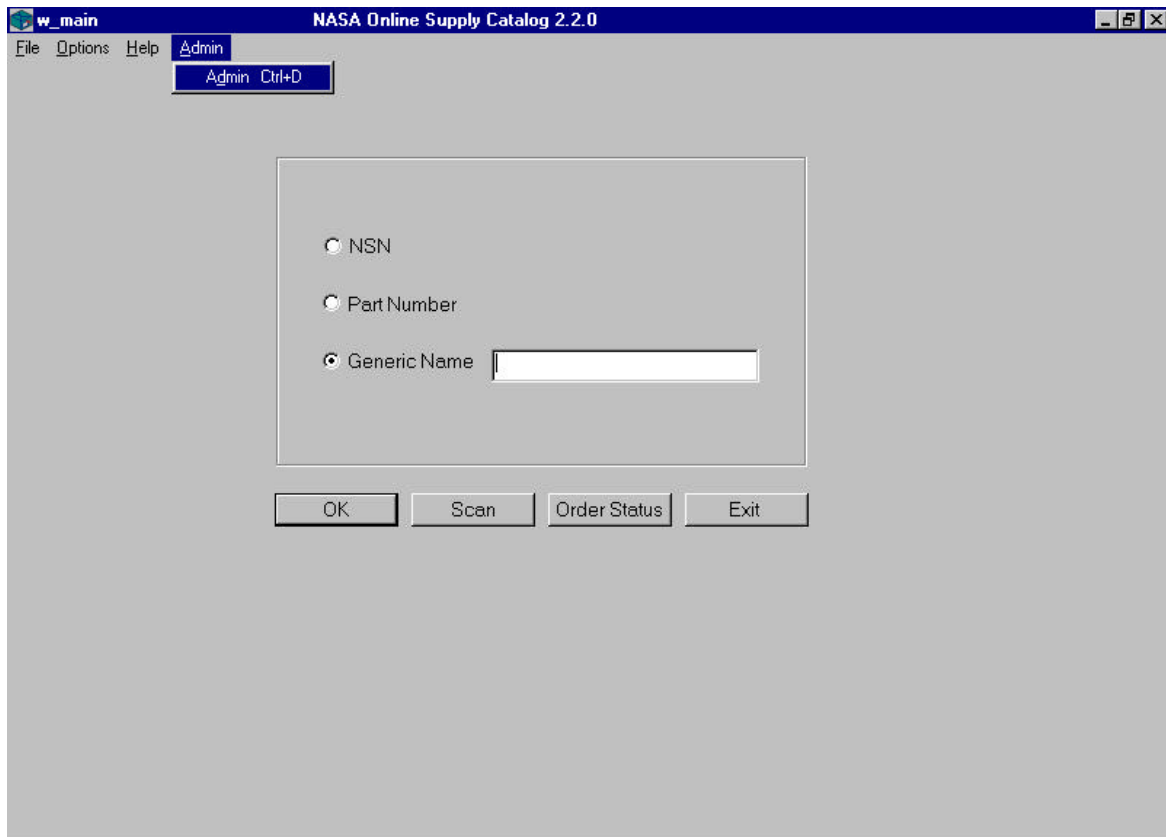 w_main NASA Online Supply Catalog 2.2.0
File Options Help Admin
Admin Ctrl+D
NSN
Part Number
Generic Name
OK Scan Order Status Exit